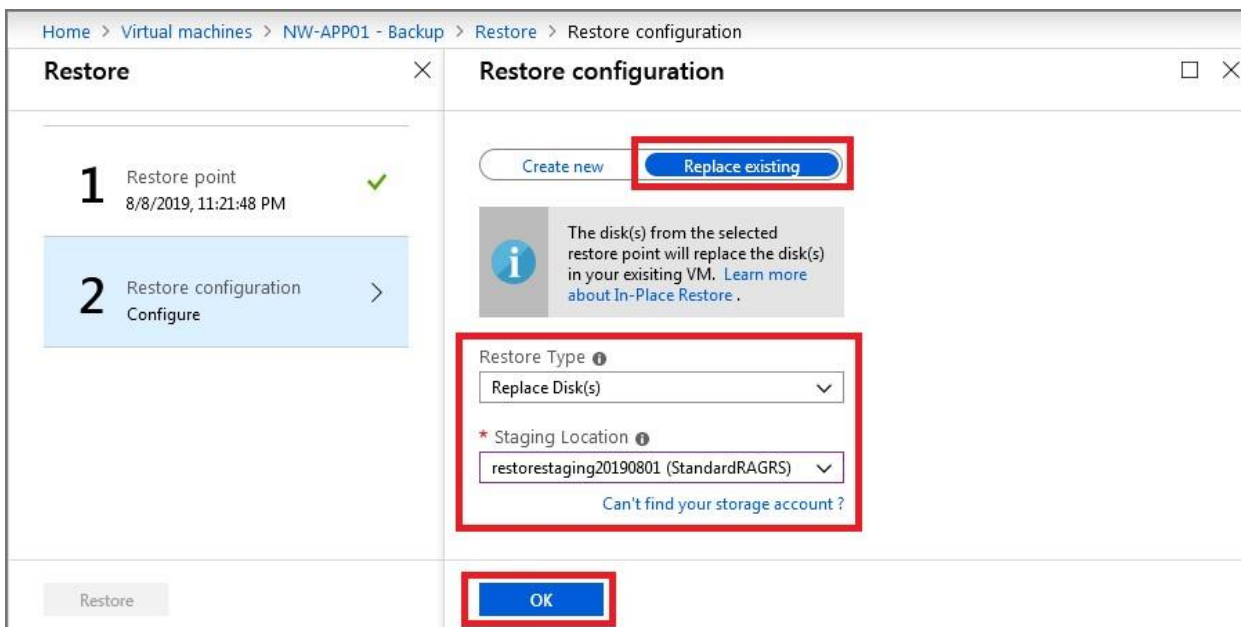 Home > Virtual machines > NW-APP01 - Backup > Restore > Restore configuration
Restore
Restore configuration
1
Restore point
8/8/2019, 11:21:48 PM
2
Restore configuration
Configure
Create new
Replace existing
The disk(s) from the selected
restore point will replace the disk(s)
in your exisiting VM. Learn more
about In-Place Restore .
Restore Type
Replace Disk(s)
* Staging Location
restorestaging20190801 (StandardRAGRS)
Can't find your storage account ?
Restore
OK